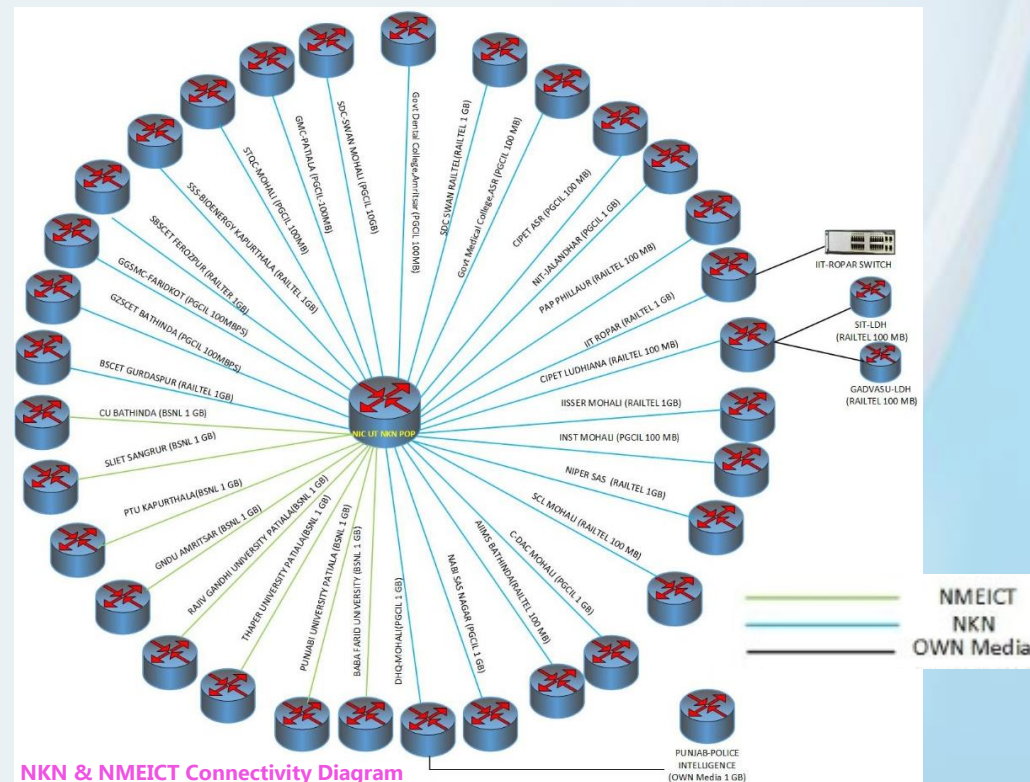 Govt Dental College,Amritsar (PGCIL 100MB)
SDC SWAN RAILTEL(RAILTEL 1 GB)
Govt Medical College,ASR (PGCIL 100 MB)
CIPET ASR (PGCIL 100 MB)
NIT-JALANDHAR (PGCIL 1 GB)
PAP PHILLAUR (RAILTEL 100 MB)
IIT ROPAR (RAILTEL 1 GB)
IIT-ROPAR SWITCH
CIPET LUDHIANA (RAILTEL 100 MB)
SIT-LDH
(RAILTEL 100 MB)
GADVASU-LDH
(RAILTEL 100 MB)
IISSER MOHALI (RAILTEL 1GB)
INST MOHALI (PGCIL 100 MB)
NIPER SAS (RAILTEL 1GB)
SCL MOHALI (RAILTEL 100 MB)
C-DAC MOHALI (PGCIL 1 GB)
AIIMS BATHINDA(RAILTEL 100 MB)
NABI SAS NAGAR (PGCIL 1 GB)
DHQ-MOHALI(PGCIL 1 GB)
BABA FARID UNIVERSITY (BSNL 1 GB)
PUNJABI UNIVERSITY PATIALA (BSNL 1 GB)
THAPER UNIVERSITY PATIALA(BSNL 1 GB)
RAJIV GANDHI UNIVERSITY PATIALA(BSNL 1 GB)
GNDU AMRITSAR (BSNL 1 GB)
PTU KAPURTHALA(BSNL 1 GB)
SLIET SANGRUR (BSNL 1 GB)
CU BATHINDA (BSNL 1 GB)
BSCET GURDASPUR (RAILTEL 1GB)
GZSCET BATHINDA (PGCIL 100MBPS)
GGSMC-FARIDKOT (PGCIL 100MBPS)
SBSCET FEROZPUR (RAILTER 1GB)
SSS-BIOENERGY KAPURTHALA (RAILTEL 1GB)
STQC-MOHALI (PGCIL 100MB)
GMC-PATIALA (PGCIL-100MB)
SDC-SWAN MOHALI (PGCIL 10GB)
NIC UT NKN POP
NMEICT
NKN
OWN Media
PUNJAB-POLICE
INTELIUGENCE
(OWN Media 1 GB)
NKN & NMEICT Connectivity Diagram